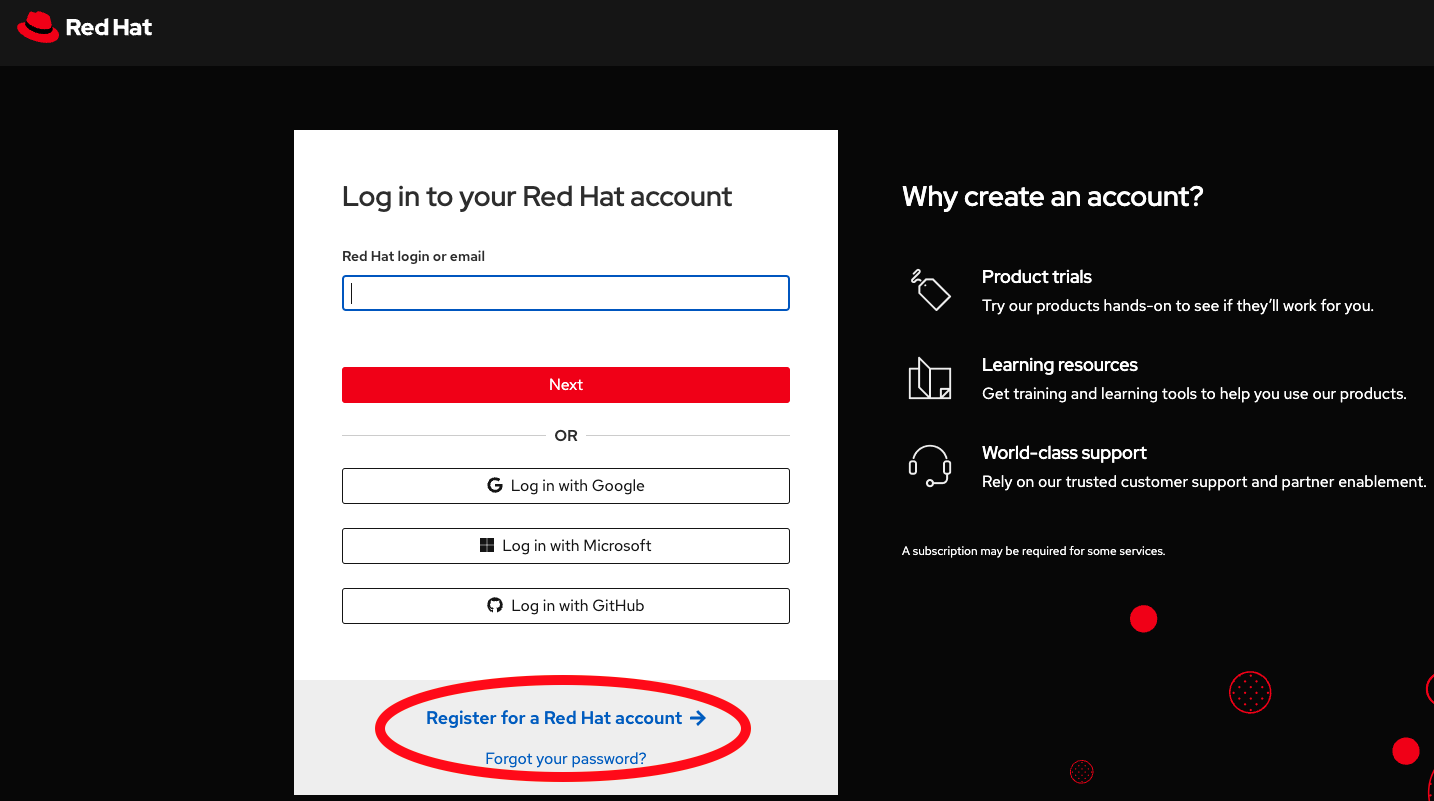 Red Hat
Log in to your Red Hat account
Red Hat login or email
Next
OR
Log in with Google
Log in with Microsoft
Log in with GitHub
Register for a Red Hat account →
Forgot your password?
Why create an account?
Product trials
Try our products hands-on to see if they’ll work for you.
Learning resources
Get training and learning tools to help you use our products.
World-class support
Rely on our trusted customer support and partner enablement.
A subscription may be required for some services.